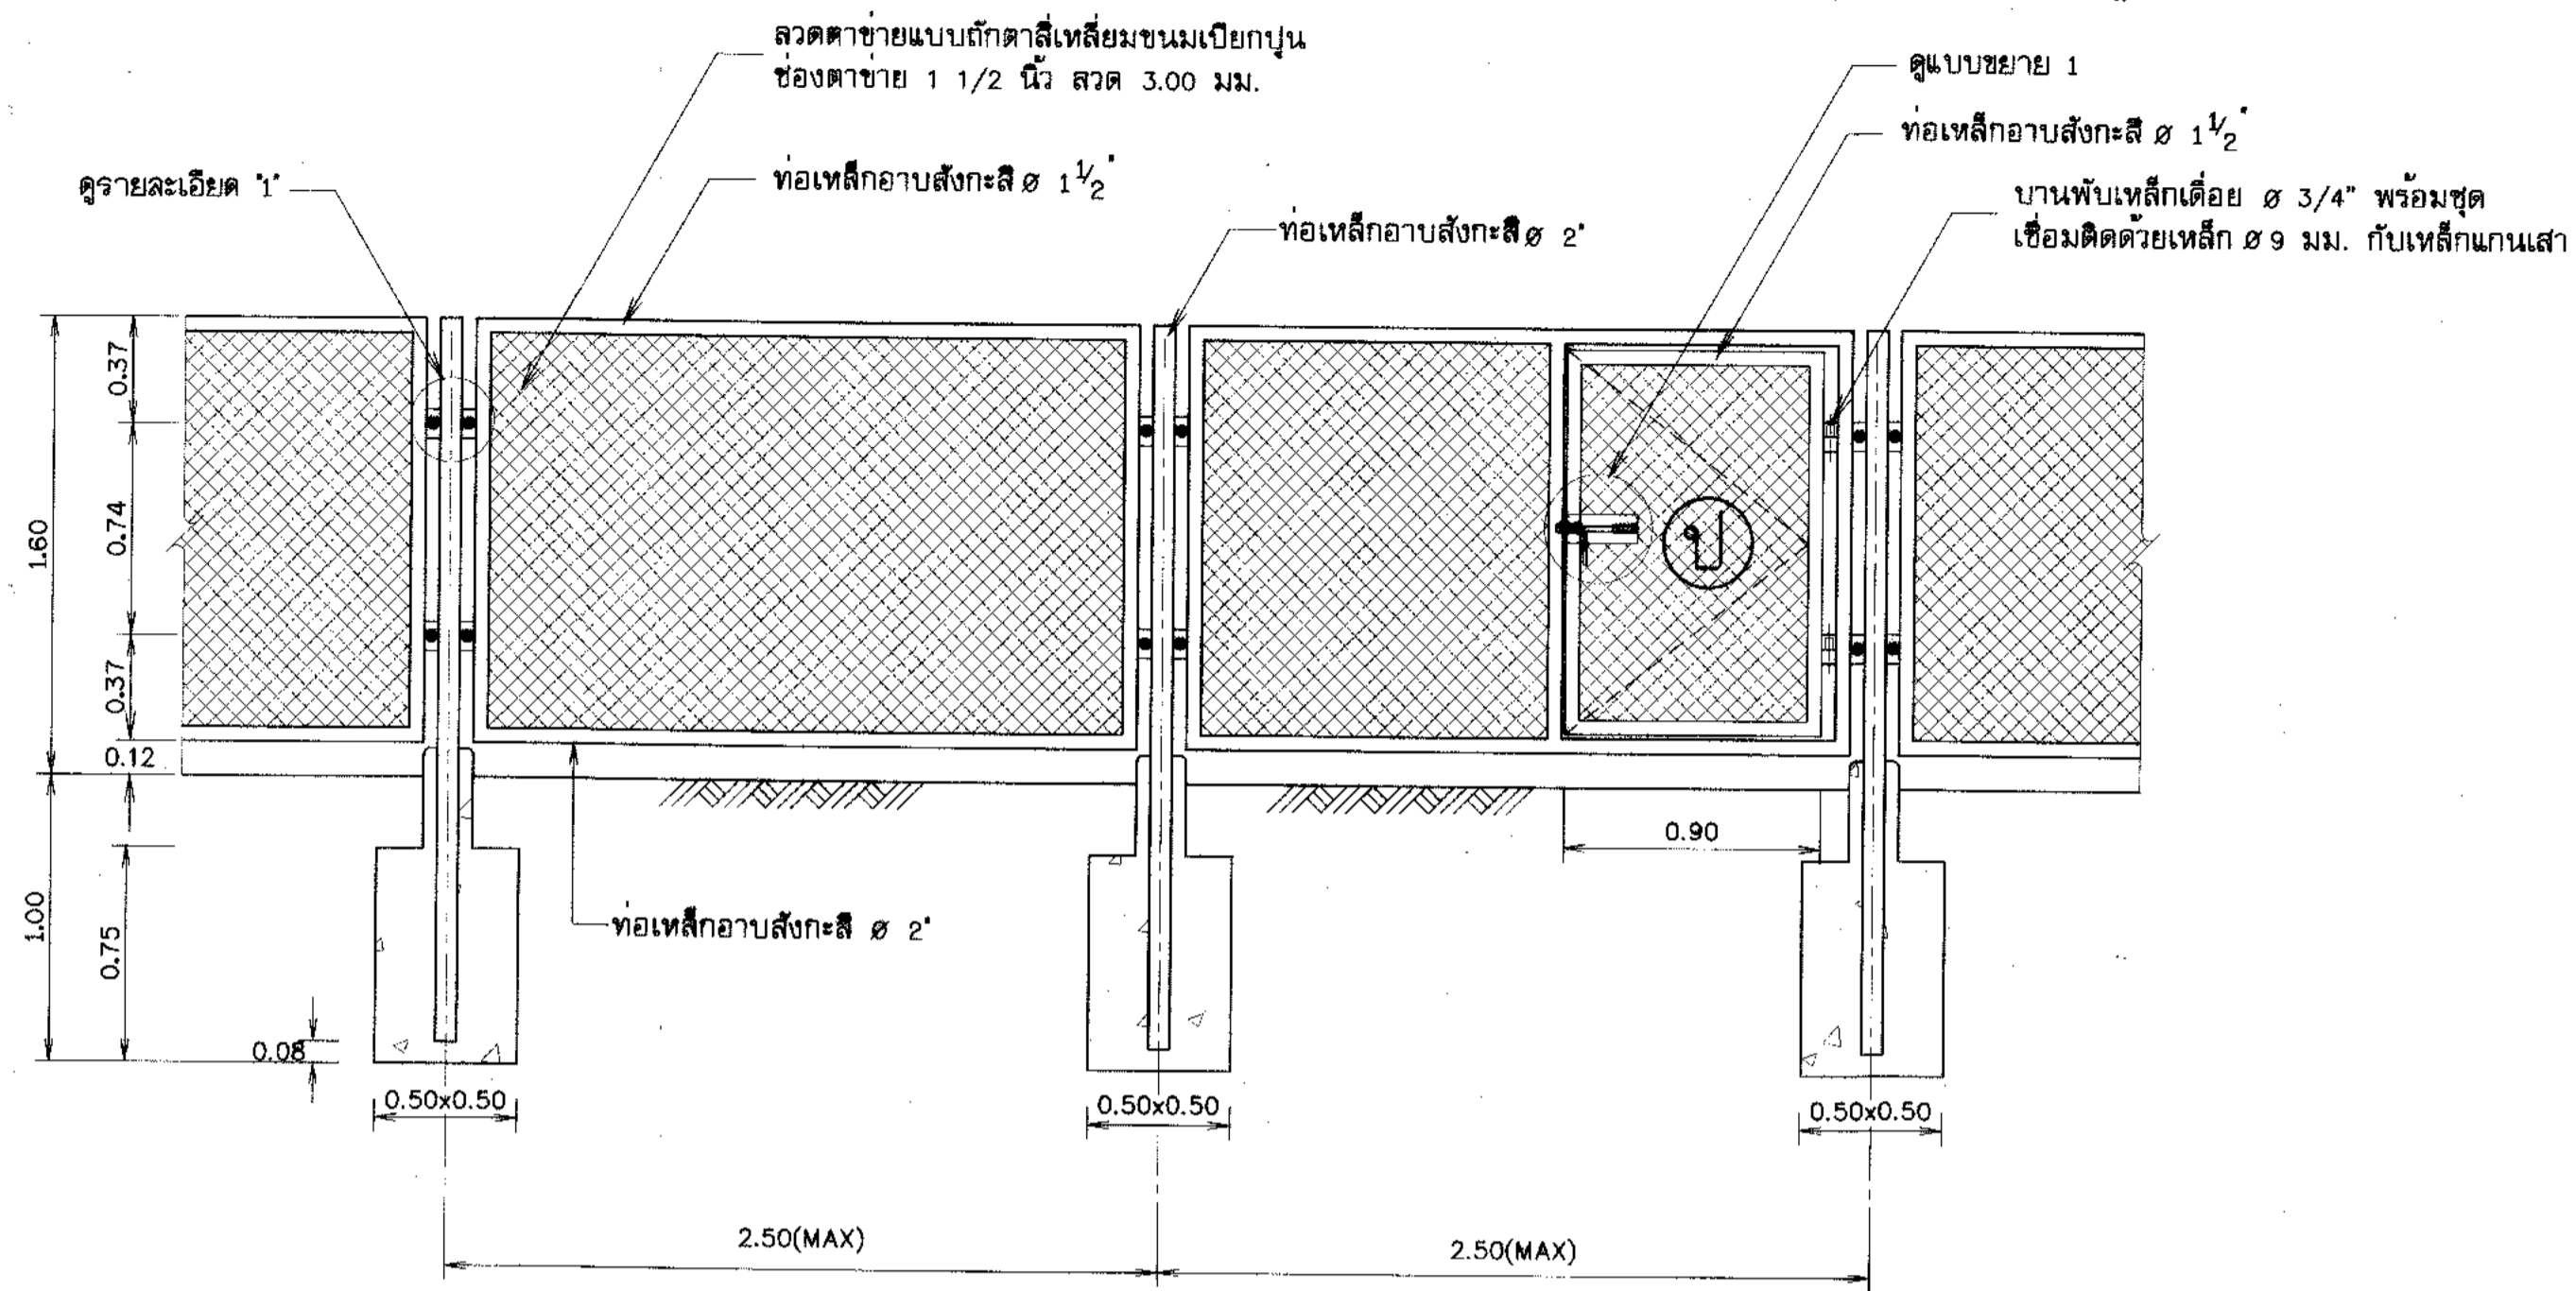 ลวดตาข่ายแบบถักตาสี่เหลี่ยมขนมเปียกปูน
ช่องตาข่าย 1 1/2 นิ้ว ลวด 3.00 มม.
ดูแบบขยาย 1
ท่อเหล็กอาบสังกะสี ø 1 1/2"
ดูรายละเอียด "1"
ท่อเหล็กอาบสังกะสี ø 1 1/2"
บานพับเหล็กเดือย ø 3/4" พร้อมชุด
เชื่อมติดด้วยเหล็ก ø 9 มม. กับเหล็กแกนเสา
ท่อเหล็กอาบสังกะสี ø 2"
0.37
0.74
1.60
0.37
0.12
ป
0.90
1.00
0.75
ท่อเหล็กอาบสังกะสี ø 2"
0.08
0.50x0.50
0.50x0.50
0.50x0.50
2.50(MAX)
2.50(MAX)